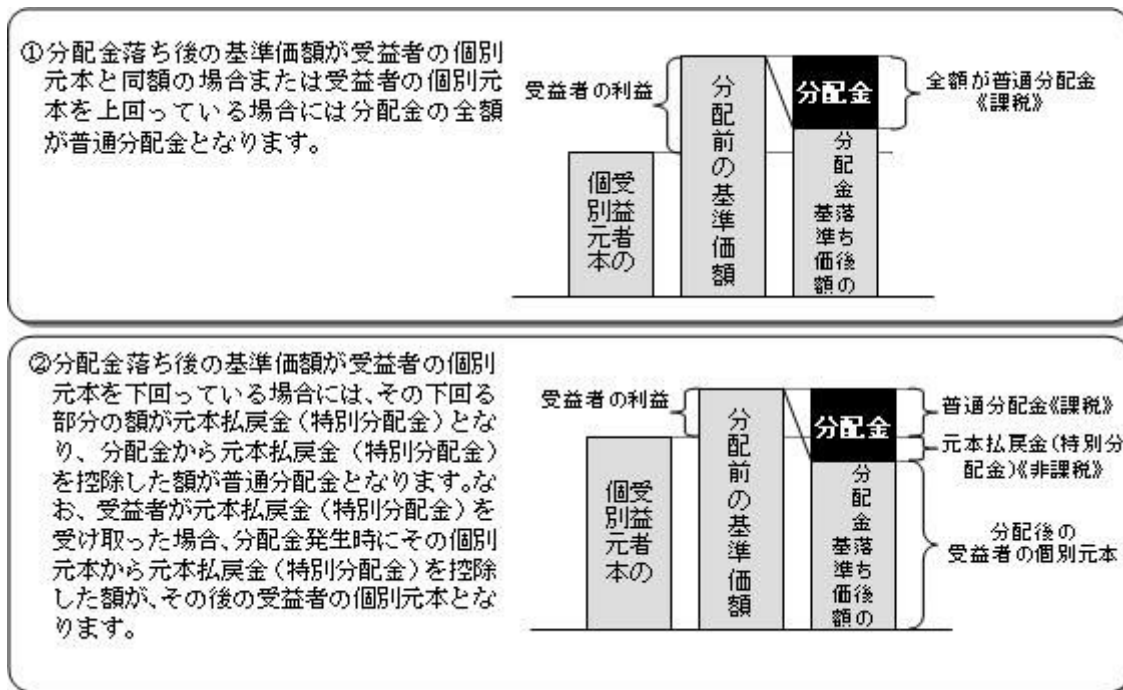 ①分配金落ち後の基準価額が受益者の個別
元本と同額の場合または受益者の個別元
本を上回っている場合には分配金の全額
が普通分配金となります。
受益者の利益
受益者の
個別元本
分配前の基準価額
分配金
分配金落ち後の
基準価額
全額が普通分配金
《課税》
②分配金落ち後の基準価額が受益者の個別
元本を下回っている場合には、その下回る
部分の額が元本払戻金（特別分配金）とな
り、分配金から元本払戻金（特別分配金）
を控除した額が普通分配金となります。な
お、受益者が元本払戻金（特別分配金）を
受け取った場合、分配金発生時にその個別
元本から元本払戻金（特別分配金）を控除
した額が、その後の受益者の個別元本とな
ります。
受益者の利益
受益者の
個別元本
分配前の基準価額
分配金
分配金落ち後の
基準価額
普通分配金《課税》
元本払戻金（特別分
配金）《非課税》
分配後の
受益者の個別元本